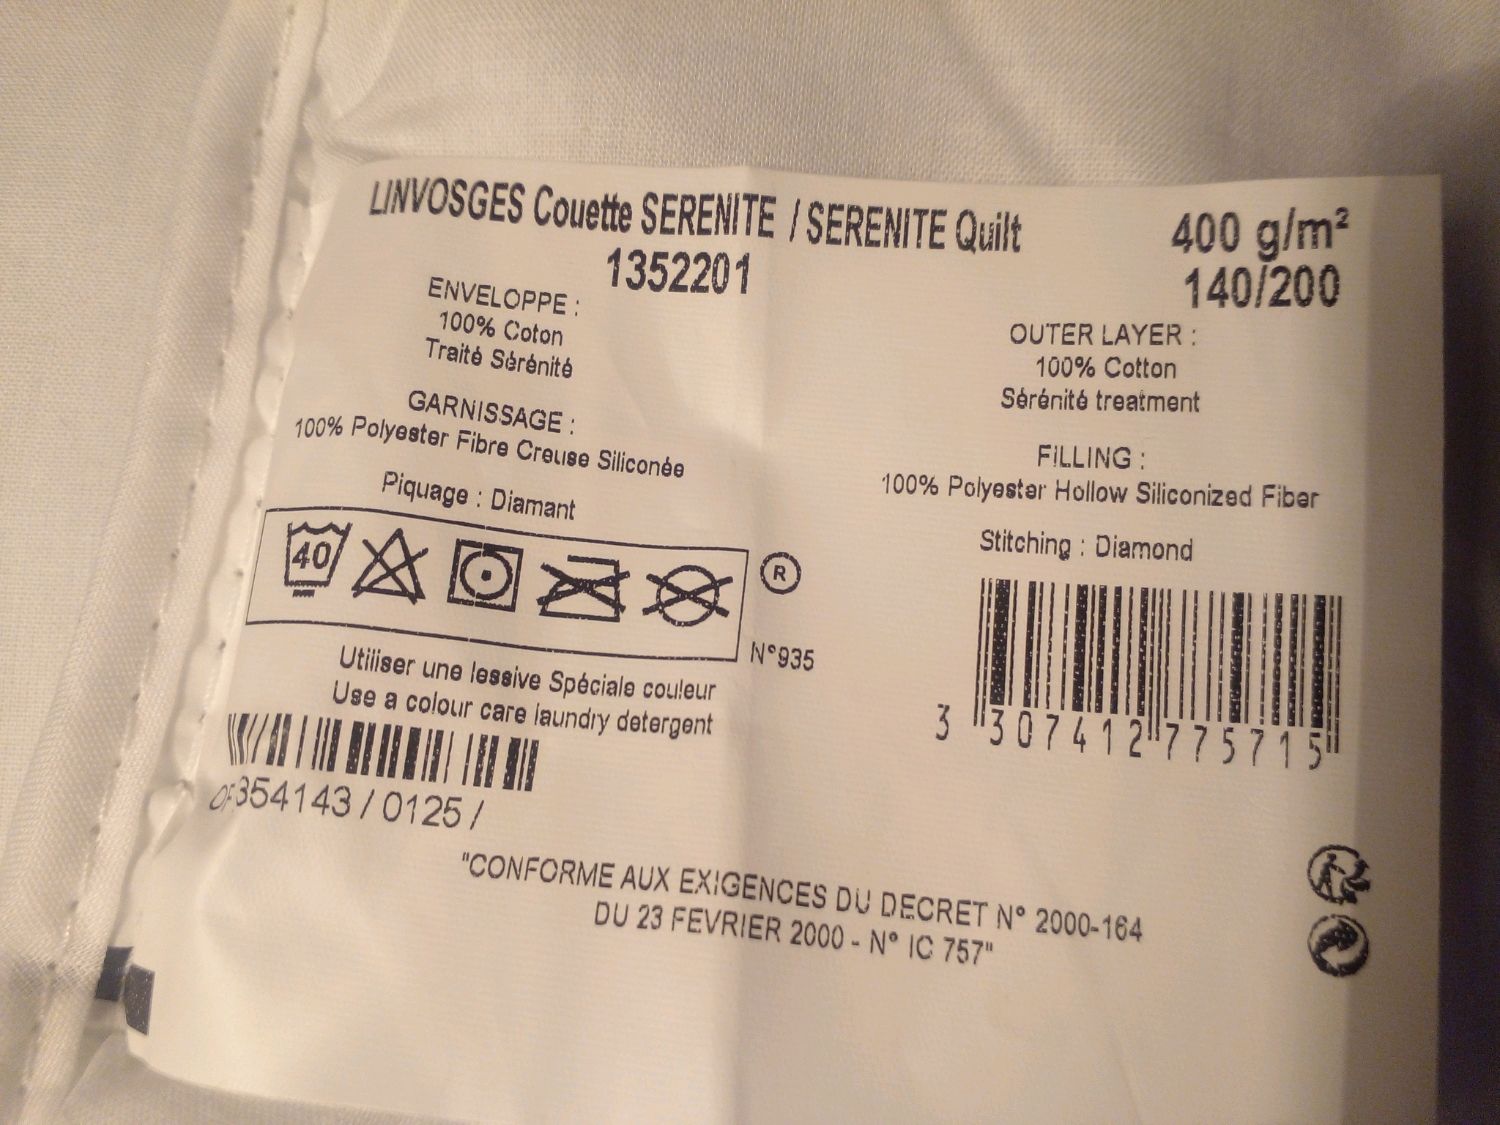 LINVOSGES Couette SERENITE / SERENITE Quilt
1352201
400 g/m²
140/200
ENVELOPPE :
100% Coton
Traité Sérénité
GARNISSAGE :
100% Polyester Fibre Creuse Siliconée
Piquage : Diamant
OUTER LAYER :
100% Cotton
Sérénité treatment
FILLING :
100% Polyester Hollow Siliconized Fiber
Stitching : Diamond
40
®
N°935
Utiliser une lessive Spéciale couleur
Use a colour care laundry detergent
OF354143 / 0125 /
3 307412 775715
"CONFORME AUX EXIGENCES DU DECRET N° 2000-164
DU 23 FEVRIER 2000 - N° IC 757"